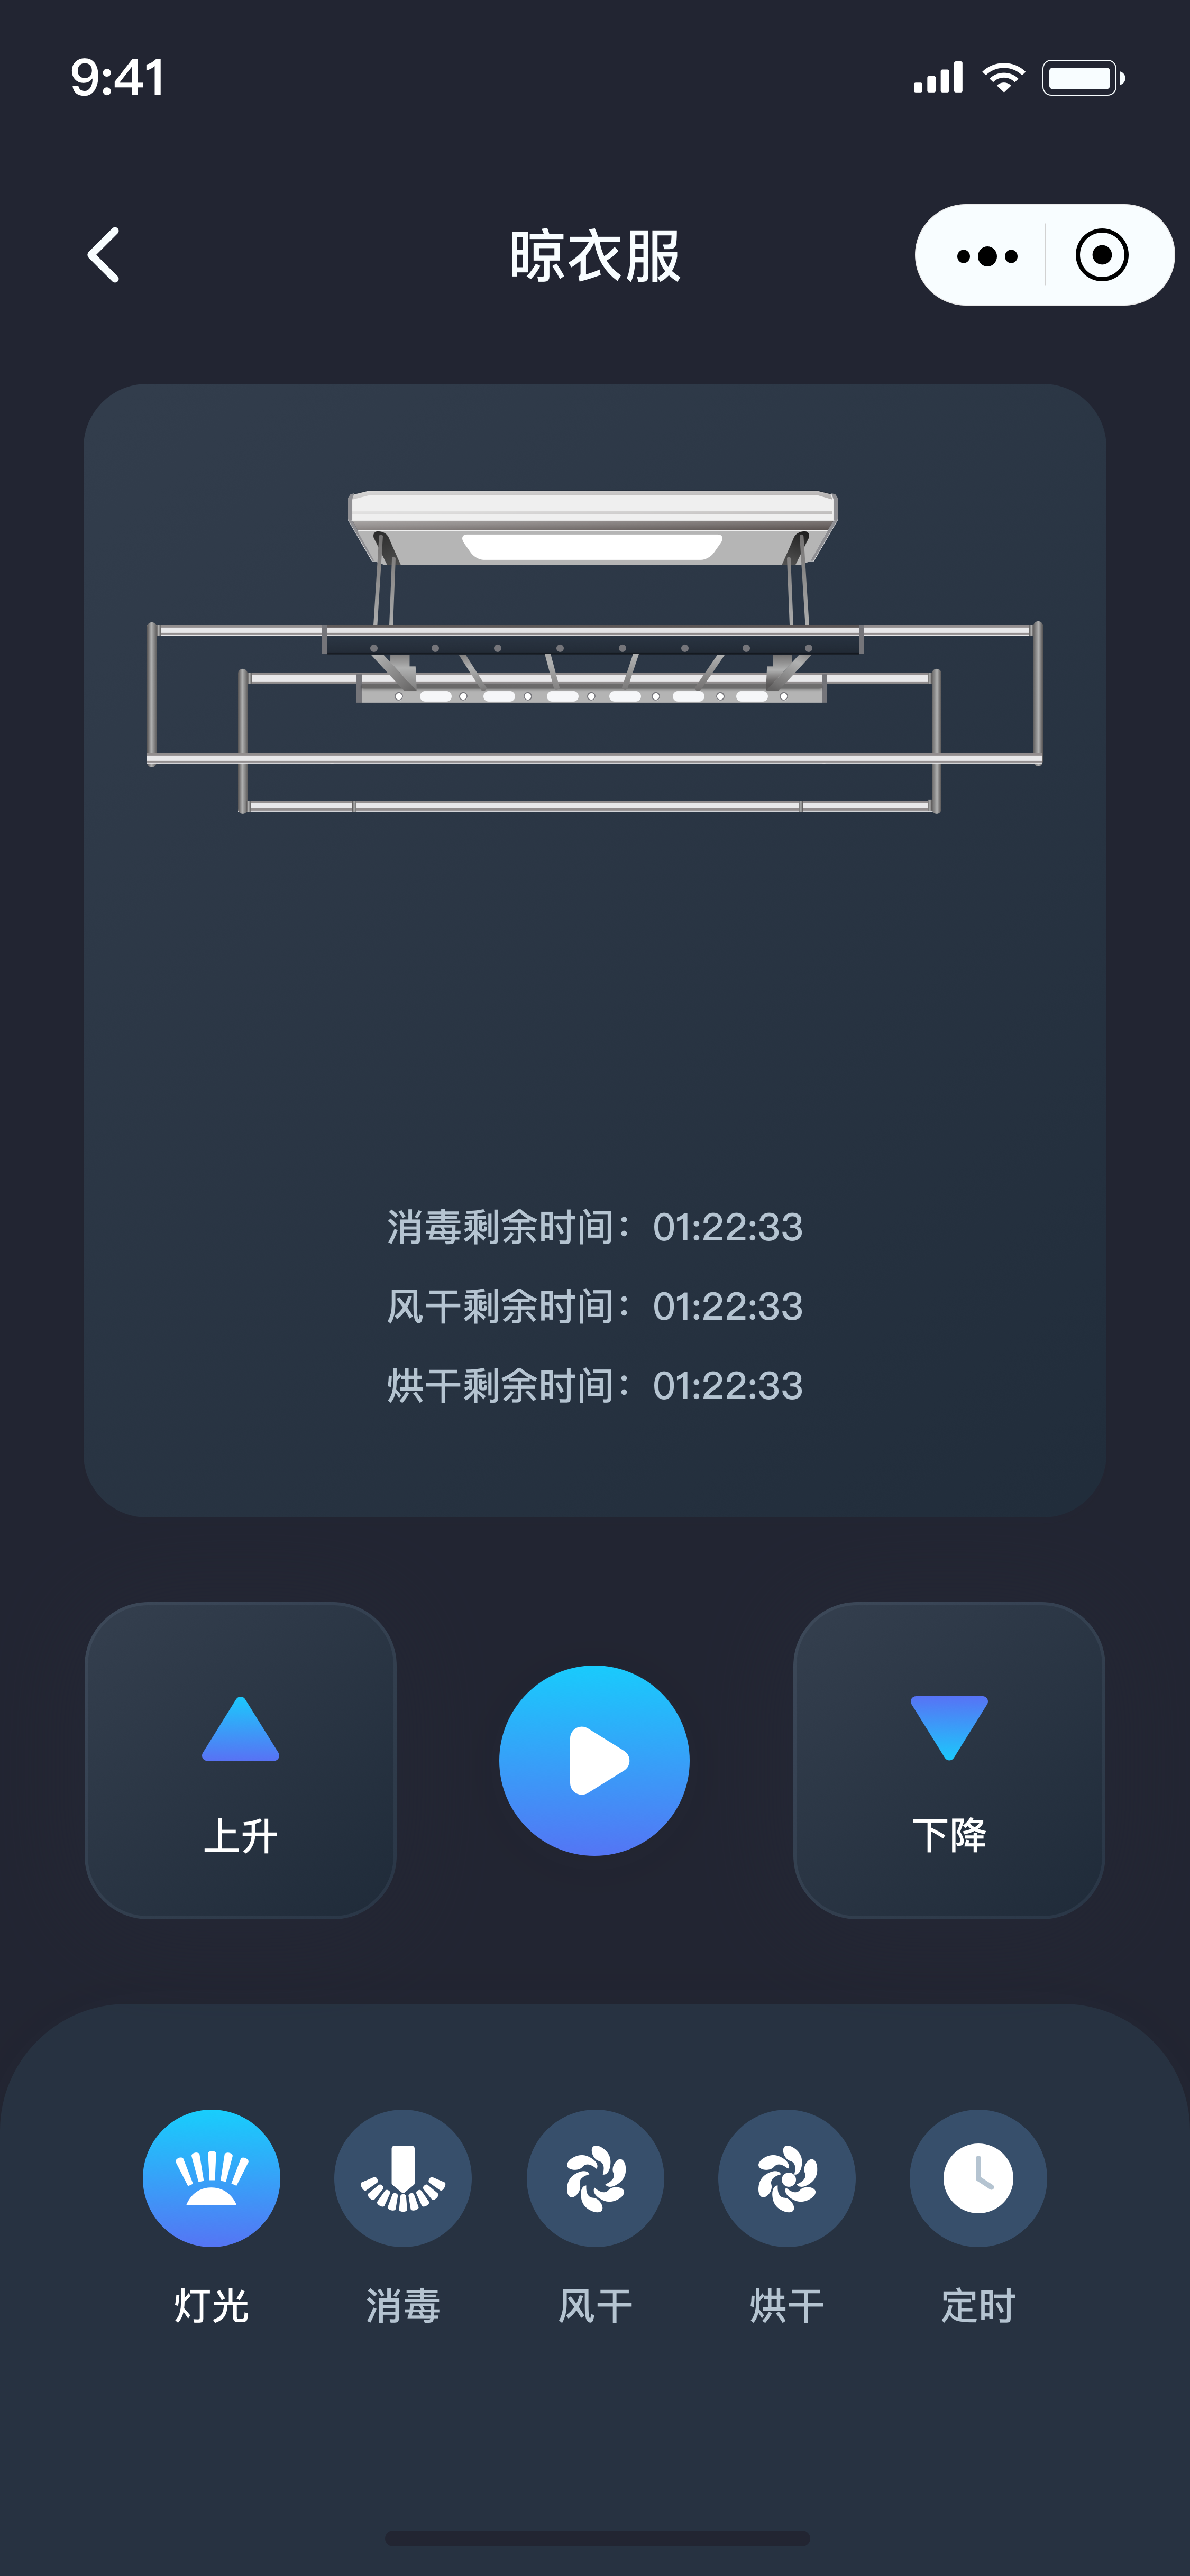 9:41
晾衣服
消毒剩余时间：01:22:33
风干剩余时间：01:22:33
烘干剩余时间：01:22:33
上升
下降
灯光 消毒 风干 烘干 定时